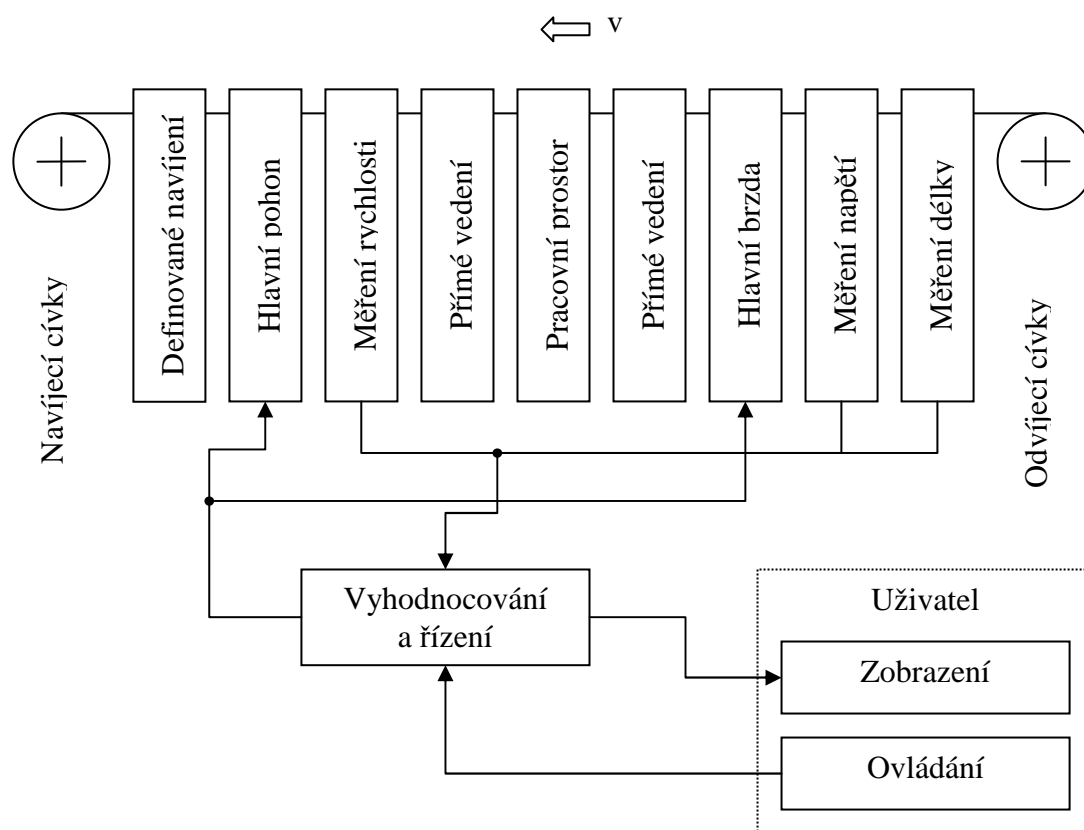 v
Navíjecí cívky
Definované navíjení
Hlavní pohon
Měření rychlosti
Přímé vedení
Pracovní prostor
Přímé vedení
Hlavní brzda
Měření napětí
Měření délky
Odvíjecí cívky
Vyhodnocování
a řízení
Uživatel
Zobrazení
Ovládání